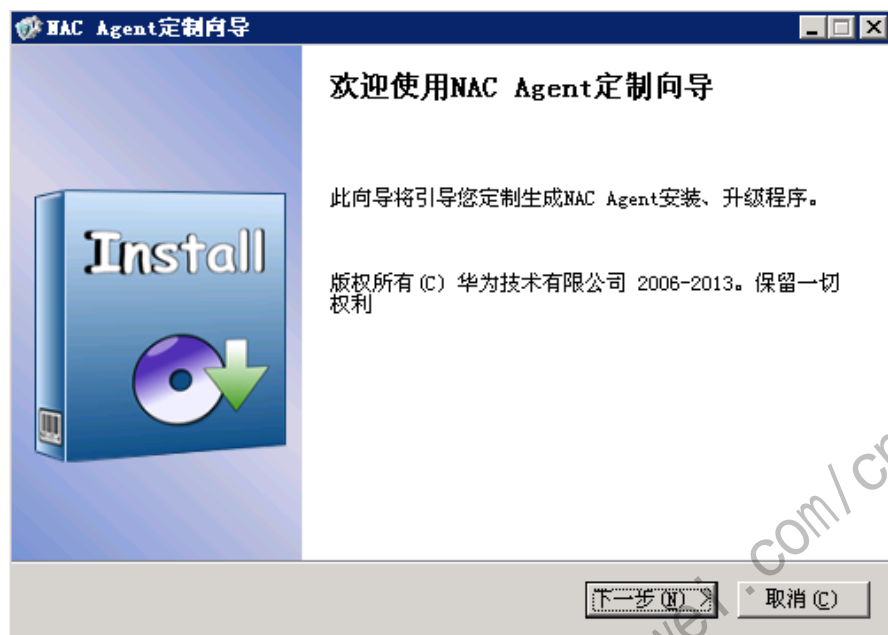 NAC Agent定制向导
欢迎使用NAC Agent定制向导
此向导将引导您定制生成NAC Agent安装、升级程序。
Install
版权所有(C) 华为技术有限公司 2006-2013。保留一切
权利
下一步(N) >
取消(C)
.com/cn